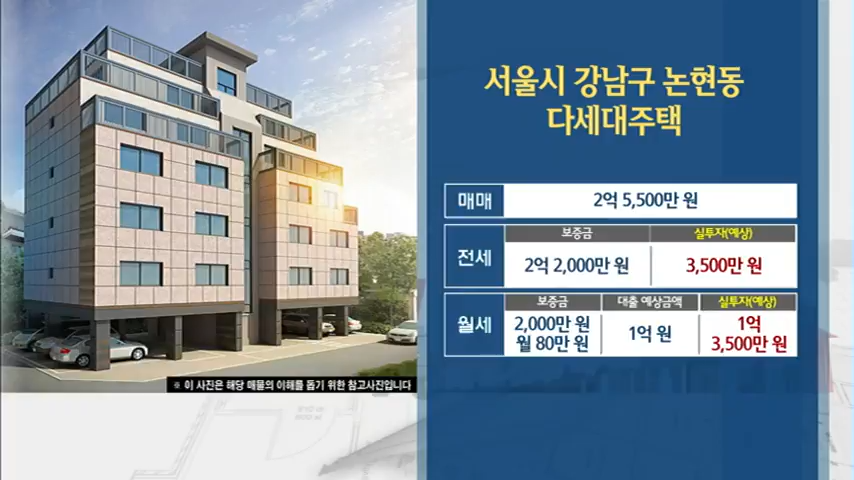 서울시 강남구 논현동
다세대주택
매매 2억 5,500만 원
전세 보증금 실투자(예상)
2억 2,000만 원 3,500만 원
월세 보증금 대출 예상금액 실투자(예상)
2,000만 원 1억 원 1억
월 80만 원 3,500만 원
※ 이 사진은 해당 매물의 이해를 돕기 위한 참고사진입니다